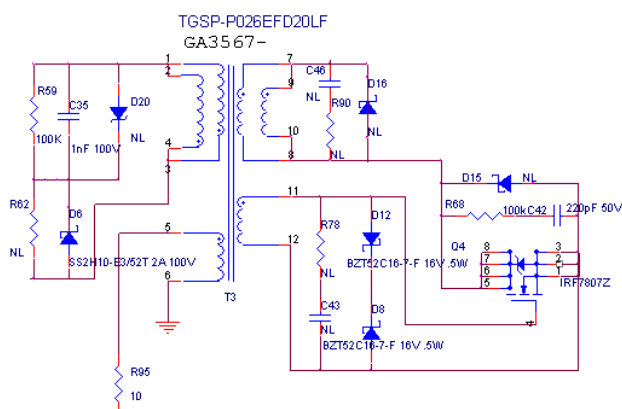 TGSP-P026EFD20LF
GA3567-
1
2
7
9
C46
D16
R59
C35
D20
NL
R90
100K
1nF 100V
NL
4
3
10
8
NL
D15
NL
R62
D6
11
R68
100k
C42
220pF 50V
NL
SS2H10-E3/52T 2A 100V
5
R78
D12
NL
12
BZT52C16-7-F 16V .5W
Q4
8
7
6
5
3
2
1
IRF7807Z
6
T3
C43
D8
4
NL
BZT52C16-7-F 16V .5W
R95
10